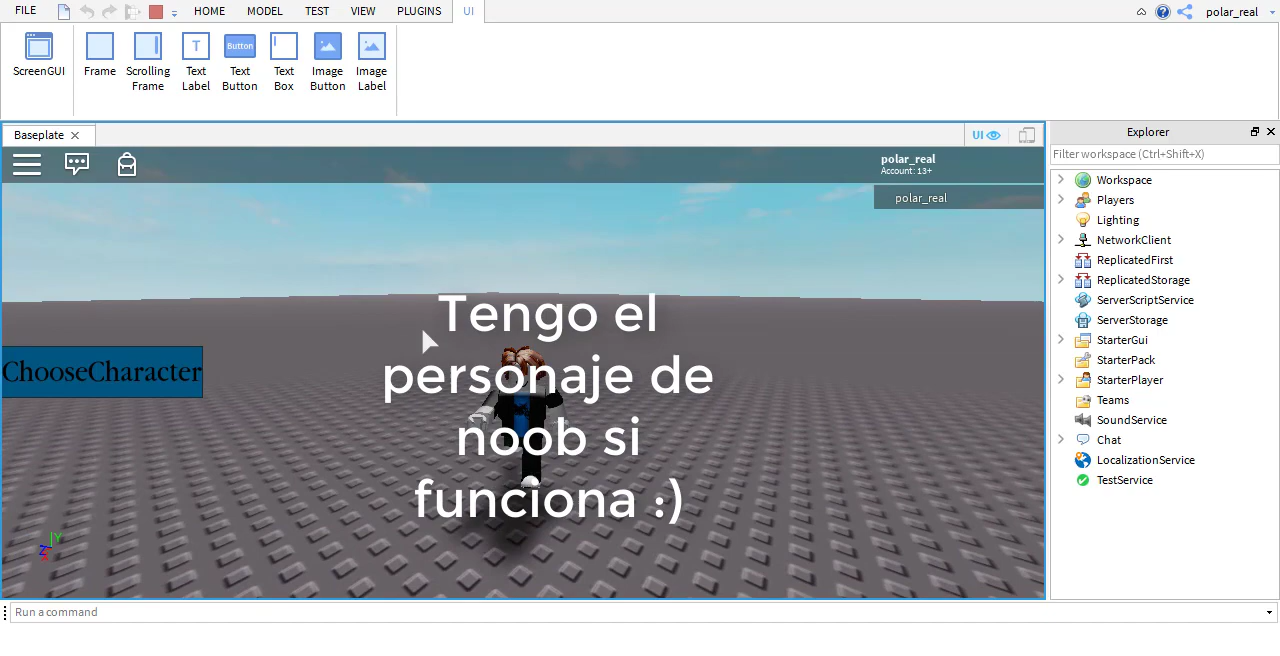 FILE HOME MODEL TEST VIEW PLUGINS UI polar_real
ScreenGUI Frame Scrolling Frame Text Label Text Button Button Text Box Image Button Image Label
T
Baseplate UI
Explorer
Filter workspace (Ctrl+Shift+X)
polar_real
Account: 13+
polar_real
Workspace
Players
Lighting
NetworkClient
ReplicatedFirst
ReplicatedStorage
ServerScriptService
ServerStorage
StarterGui
StarterPack
StarterPlayer
Teams
SoundService
Chat
LocalizationService
TestService
ChooseCharacter
Tengo el
personaje de
noob si
funciona :)
Y
Z
X
Run a command